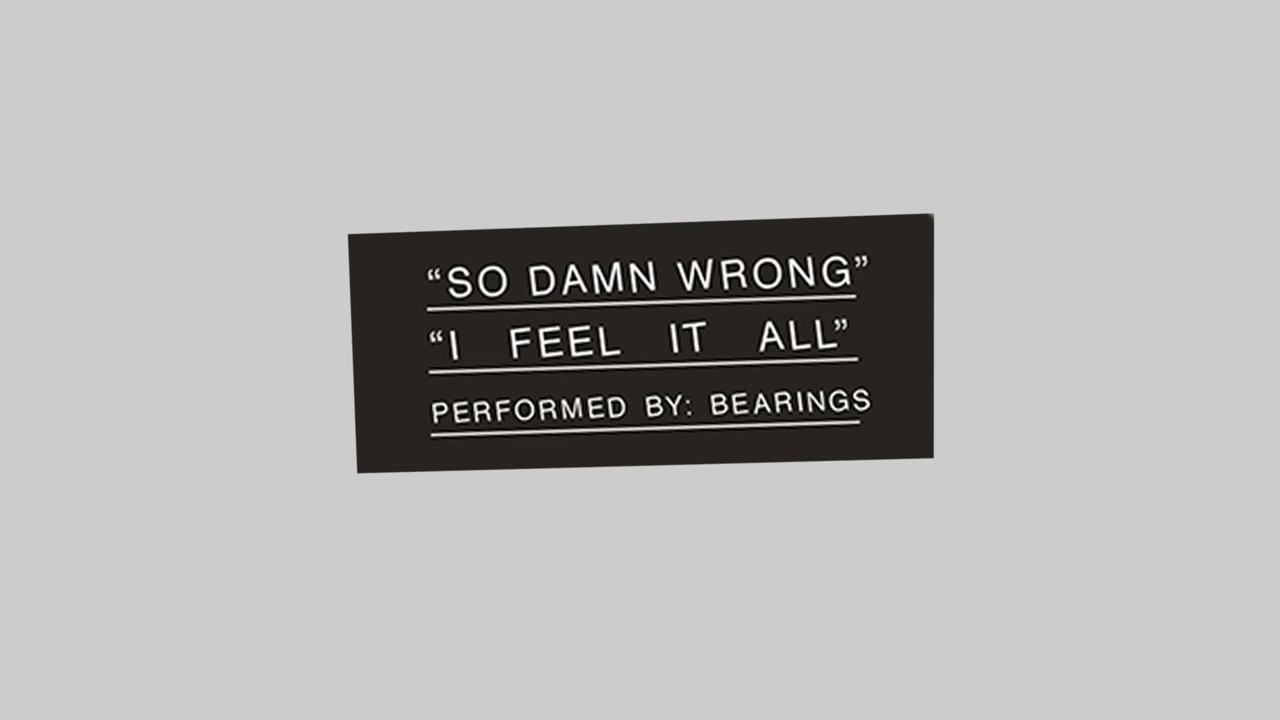 “SO DAMN WRONG”
“I FEEL IT ALL”
PERFORMED BY: BEARINGS